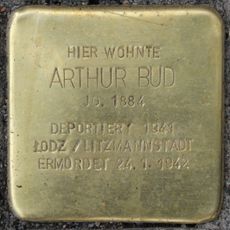 HIER WOHNTE
ARTHUR BUD
JG. 1884
DEPORTIERT 1941
ŁODZ / LITZMANNSTADT
ERMORDET 24.1.1942